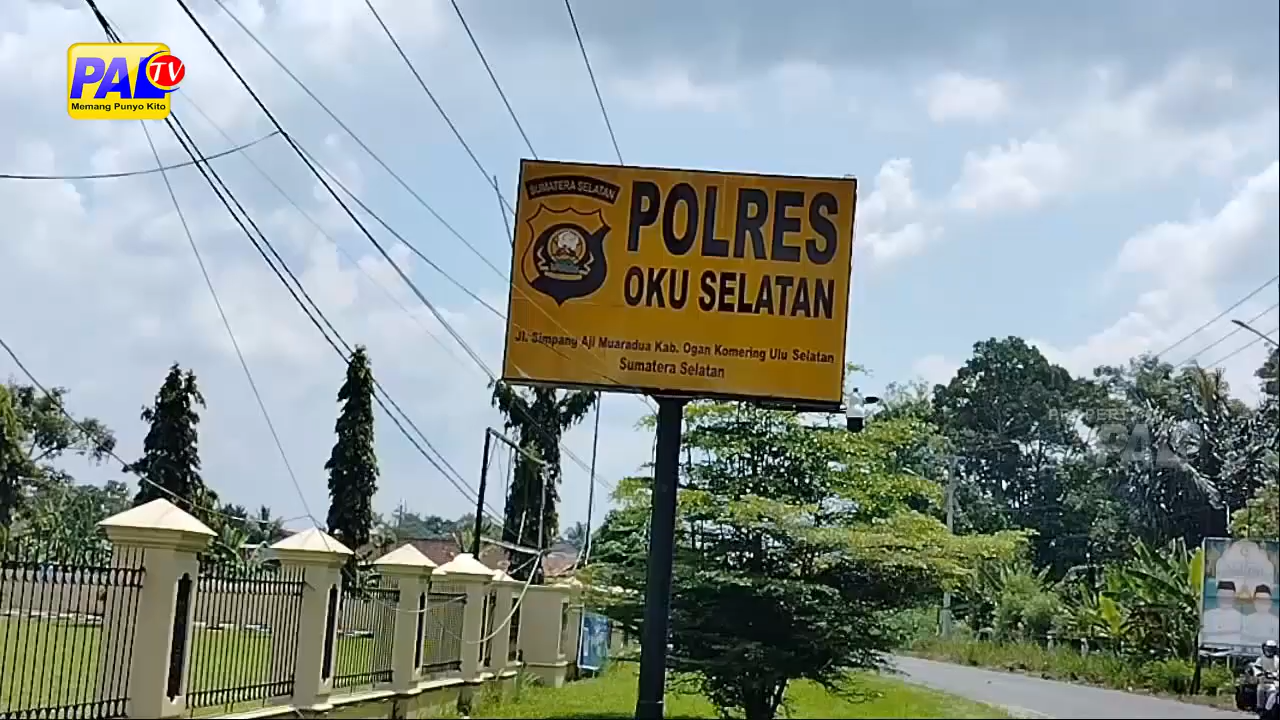 PAL TV
Memang Punyo Kito
SUMATERA SELATAN
POLRES
OKU SELATAN
Jl. Simpang Aji Muaradua Kab. Ogan Komering Ulu Selatan
Sumatera Selatan